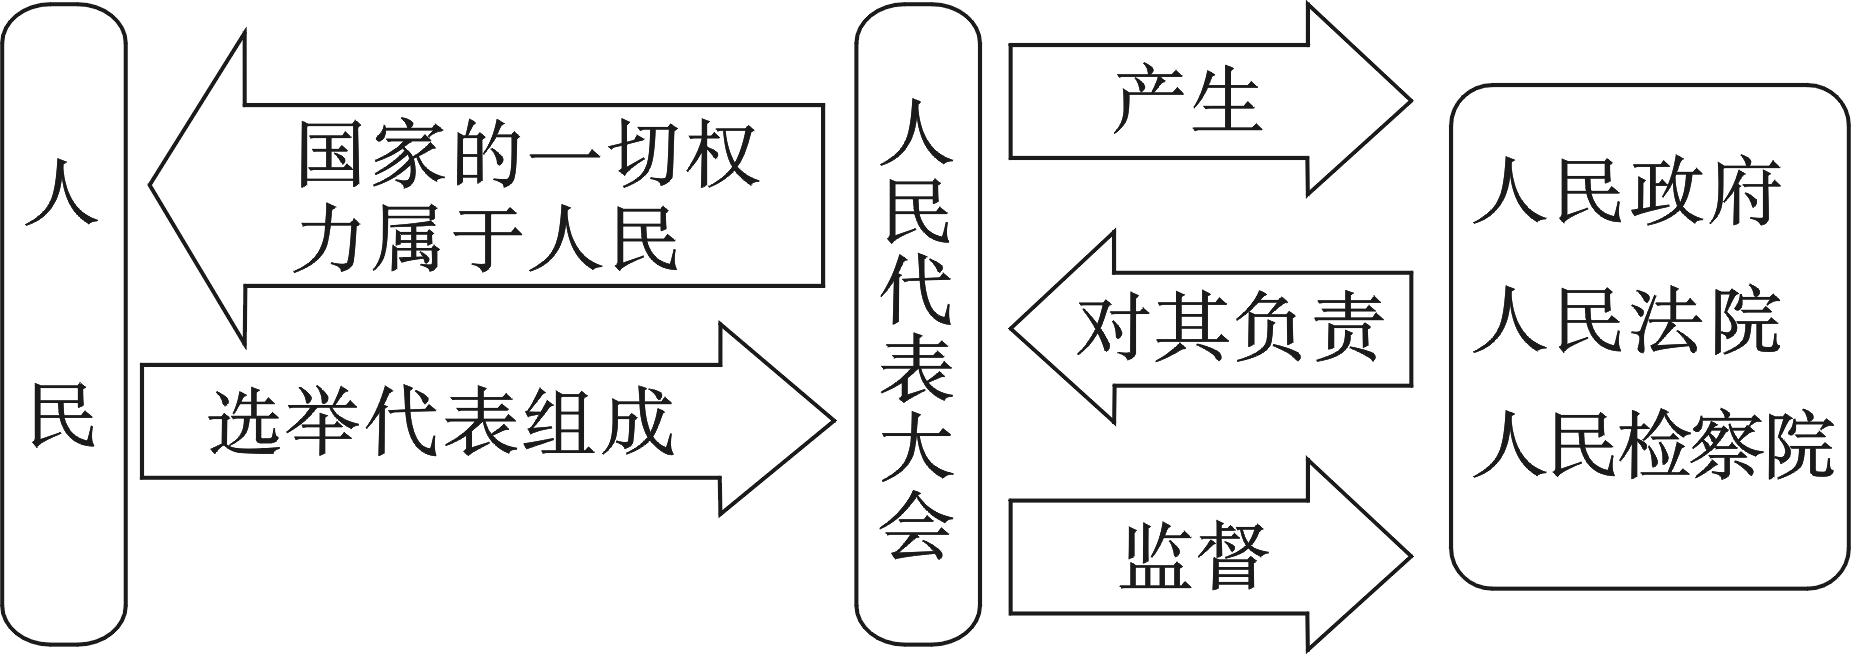 人民
国家的一切权
力属于人民
选举代表组成
人民代表大会
产生
对其负责
监督
人民政府
人民法院
人民检察院